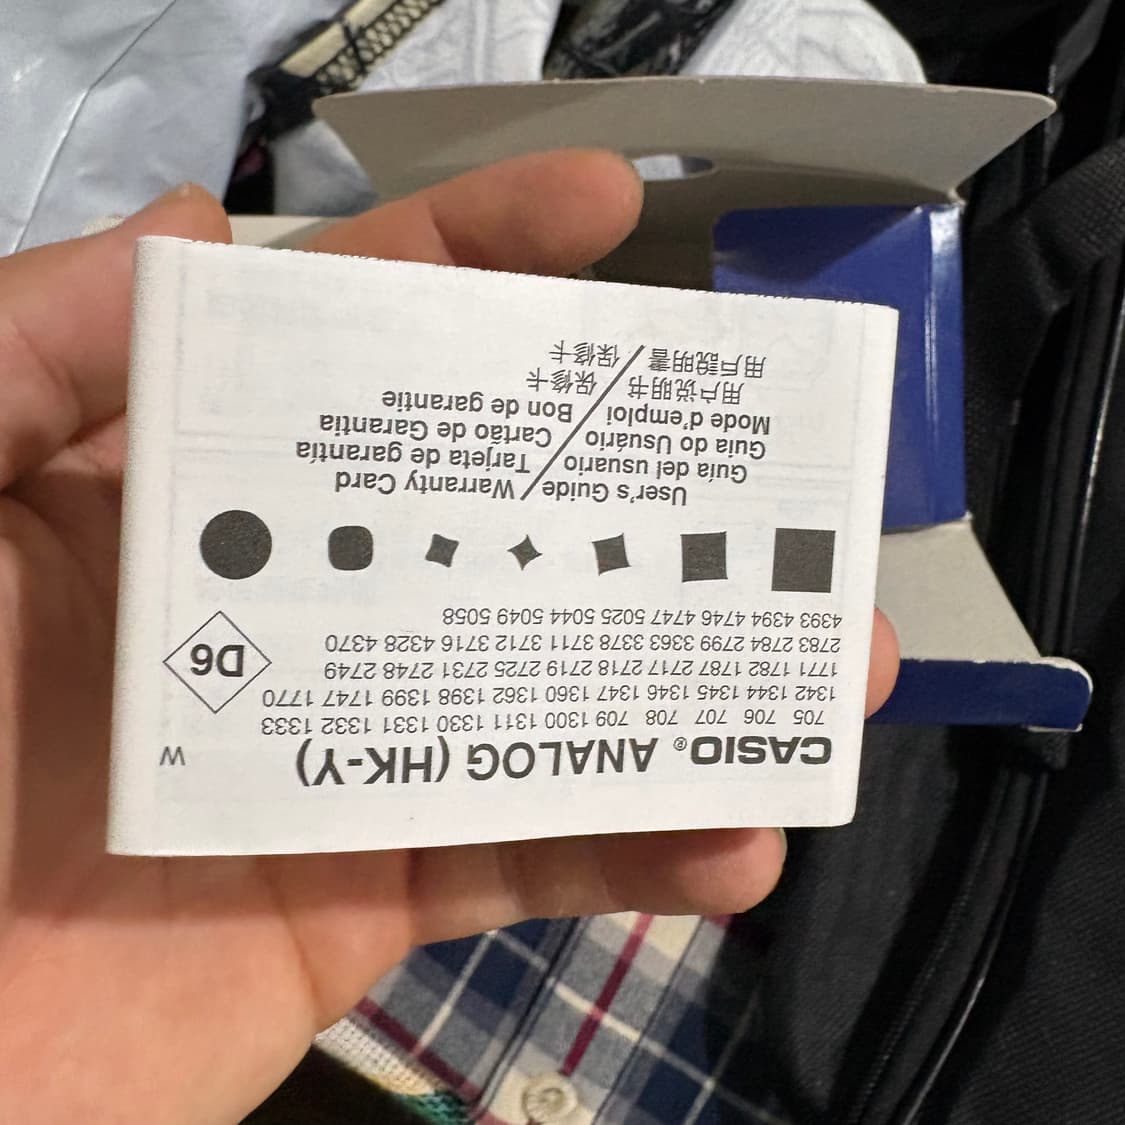 CASIO® ANALOG (HK-Y)
W
705 706 707 708 709 1300 1311 1330 1331 1332 1333
1342 1344 1345 1346 1347 1360 1362 1398 1399 1747 1770
1771 1782 1787 2717 2718 2719 2725 2731 2748 2749
2783 2784 2799 3363 3378 3711 3712 3716 4328 4370
4393 4394 4746 4747 5025 5044 5049 5058
D6
User's Guide / Warranty Card
Guía del usuario / Tarjeta de garantía
Guia do Usuário / Cartão de Garantia
Mode d'emploi / Bon de garantie
用户说明书 / 保修卡
用戶說明書 / 保修卡